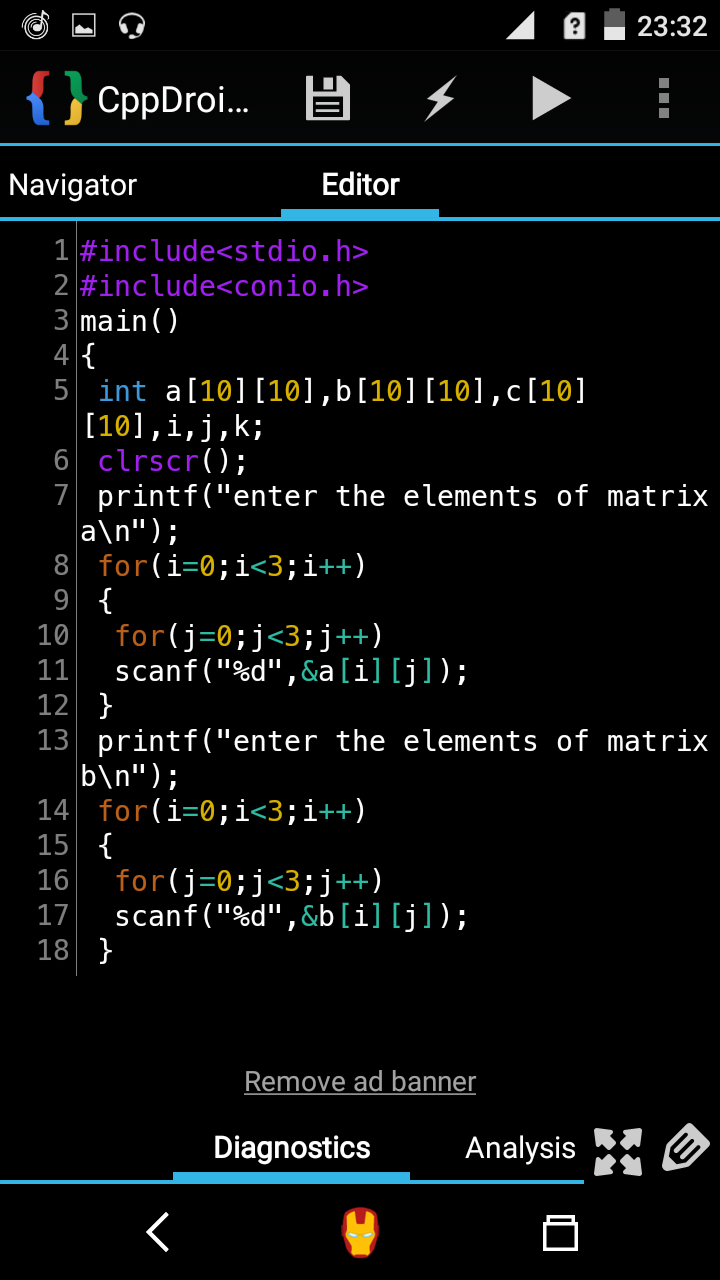 23:32
CppDroi...
Navigator
Editor
1 #include<stdio.h>
2 #include<conio.h>
3 main()
4 {
5  int a[10][10],b[10][10],c[10]
[10],i,j,k;
6  clrscr();
7  printf("enter the elements of matrix
a\n");
8  for(i=0;i<3;i++)
9  {
10   for(j=0;j<3;j++)
11   scanf("%d",&a[i][j]);
12  }
13  printf("enter the elements of matrix
b\n");
14  for(i=0;i<3;i++)
15  {
16   for(j=0;j<3;j++)
17   scanf("%d",&b[i][j]);
18  }
Remove ad banner
Diagnostics
Analysis